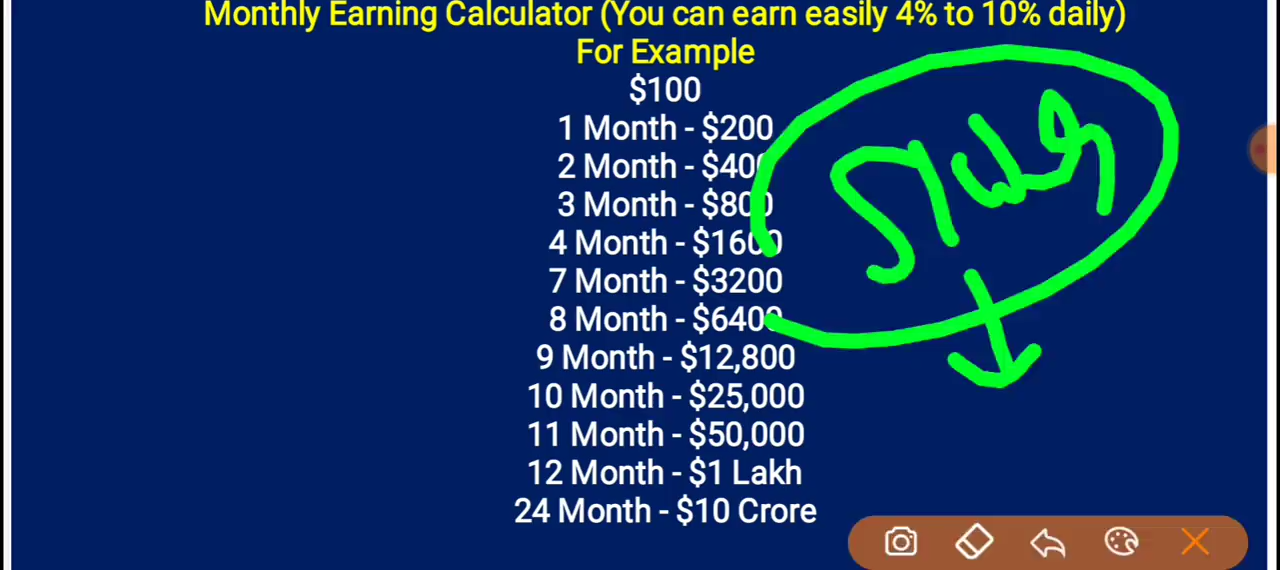 Monthly Earning Calculator (You can earn easily 4% to 10% daily)
For Example
$100
1 Month - $200
2 Month - $400
3 Month - $800
4 Month - $1600
7 Month - $3200
8 Month - $6400
9 Month - $12,800
10 Month - $25,000
11 Month - $50,000
12 Month - $1 Lakh
24 Month - $10 Crore